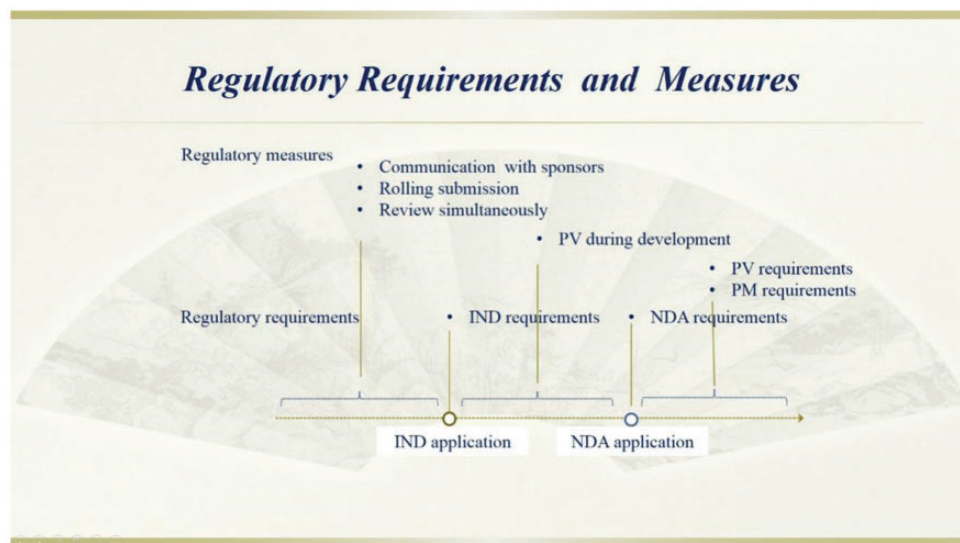 Regulatory Requirements and Measures
Regulatory measures
• Communication with sponsors
• Rolling submission
• Review simultaneously
• PV during development
• PV requirements
• PM requirements
Regulatory requirements
• IND requirements
• NDA requirements
IND application
NDA application